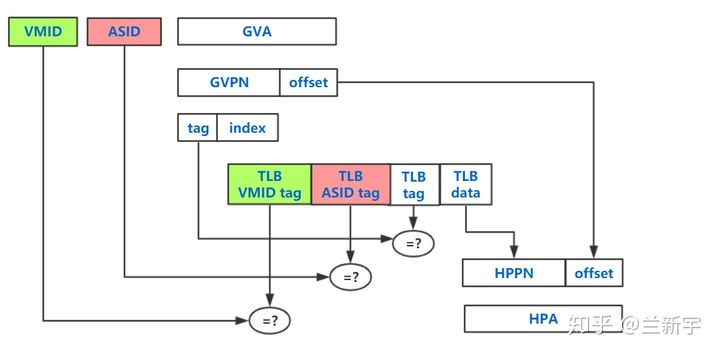 VMID
ASID
GVA
GVPN
offset
tag
index
TLB
VMID tag
TLB
ASID tag
TLB
tag
TLB
data
=?
=?
=?
HPPN
offset
HPA
知乎 @兰新宇